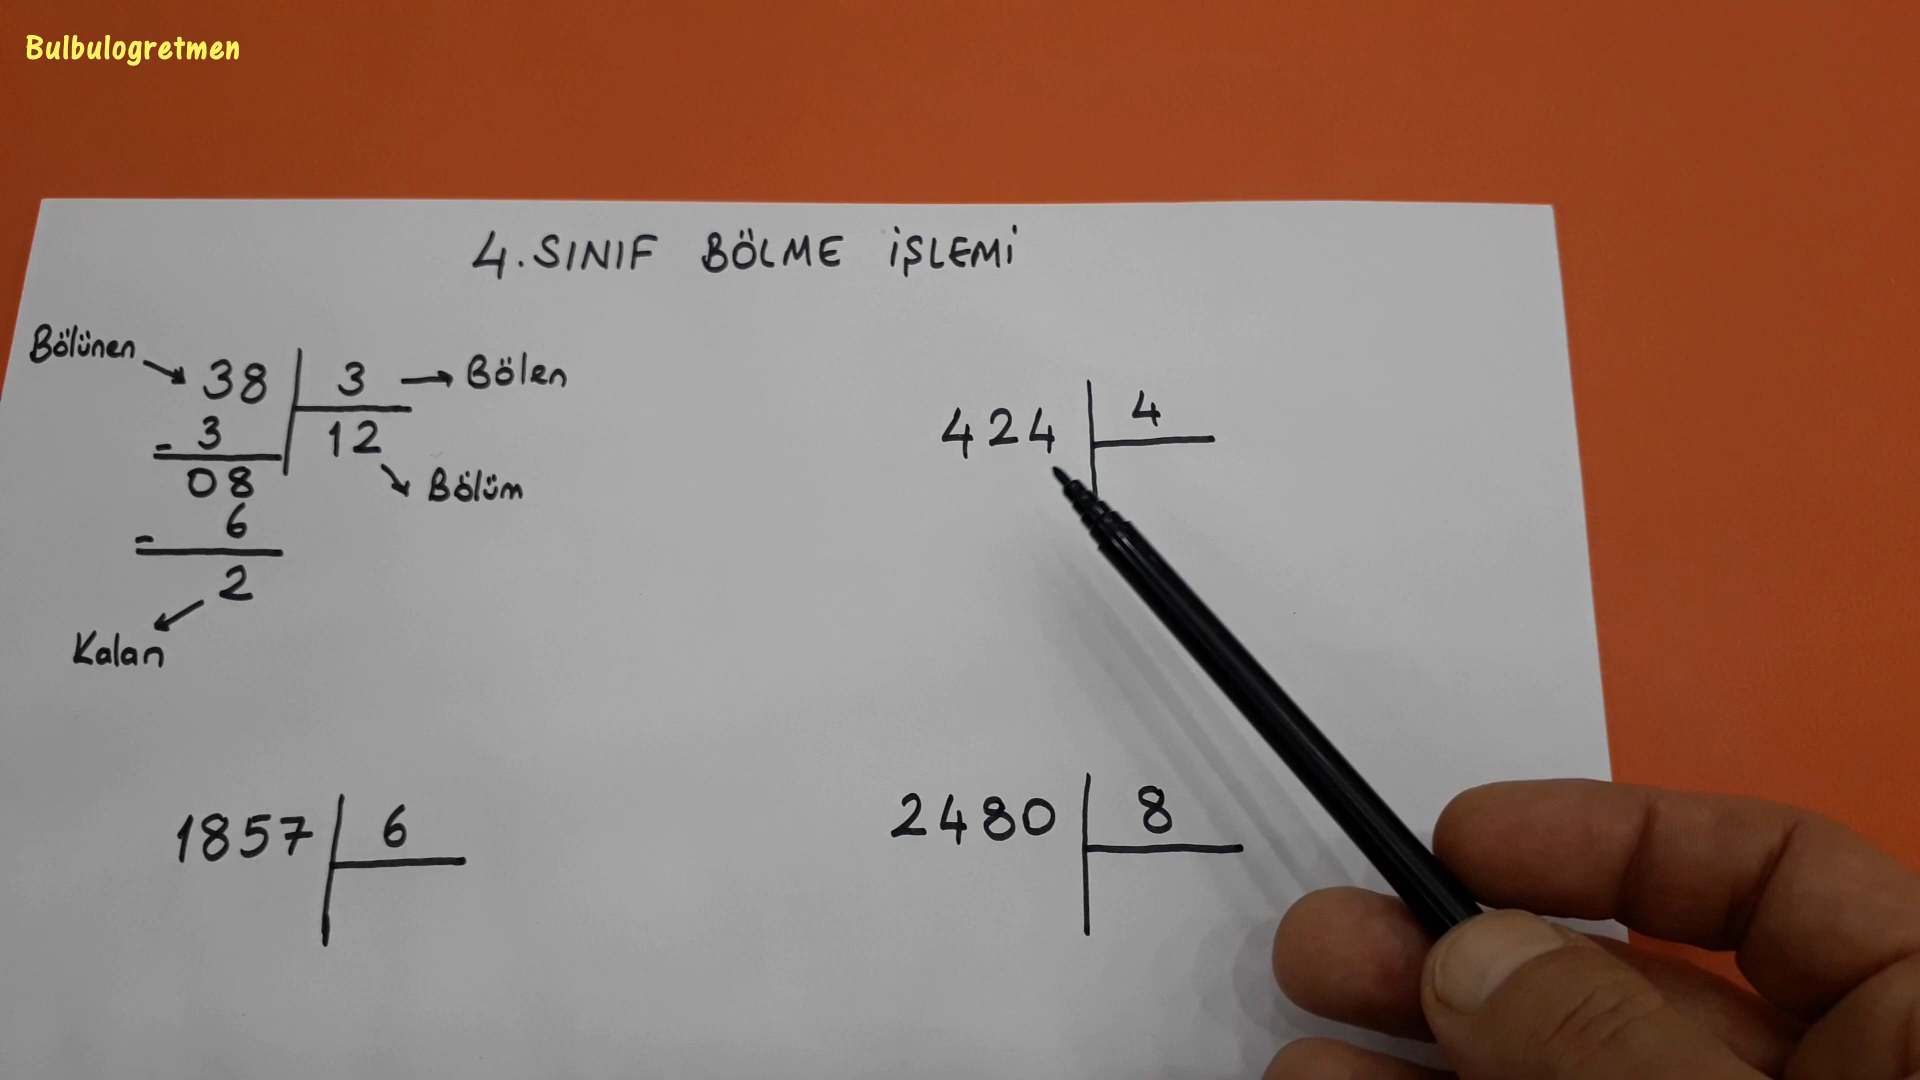 Bulbulogretmen
4.SINIF BÖLME İŞLEMİ
Bölünen
38 3 Bölen
- 3 12
08 Bölüm
- 6
2
Kalan
424 4
1857 6
2480 8